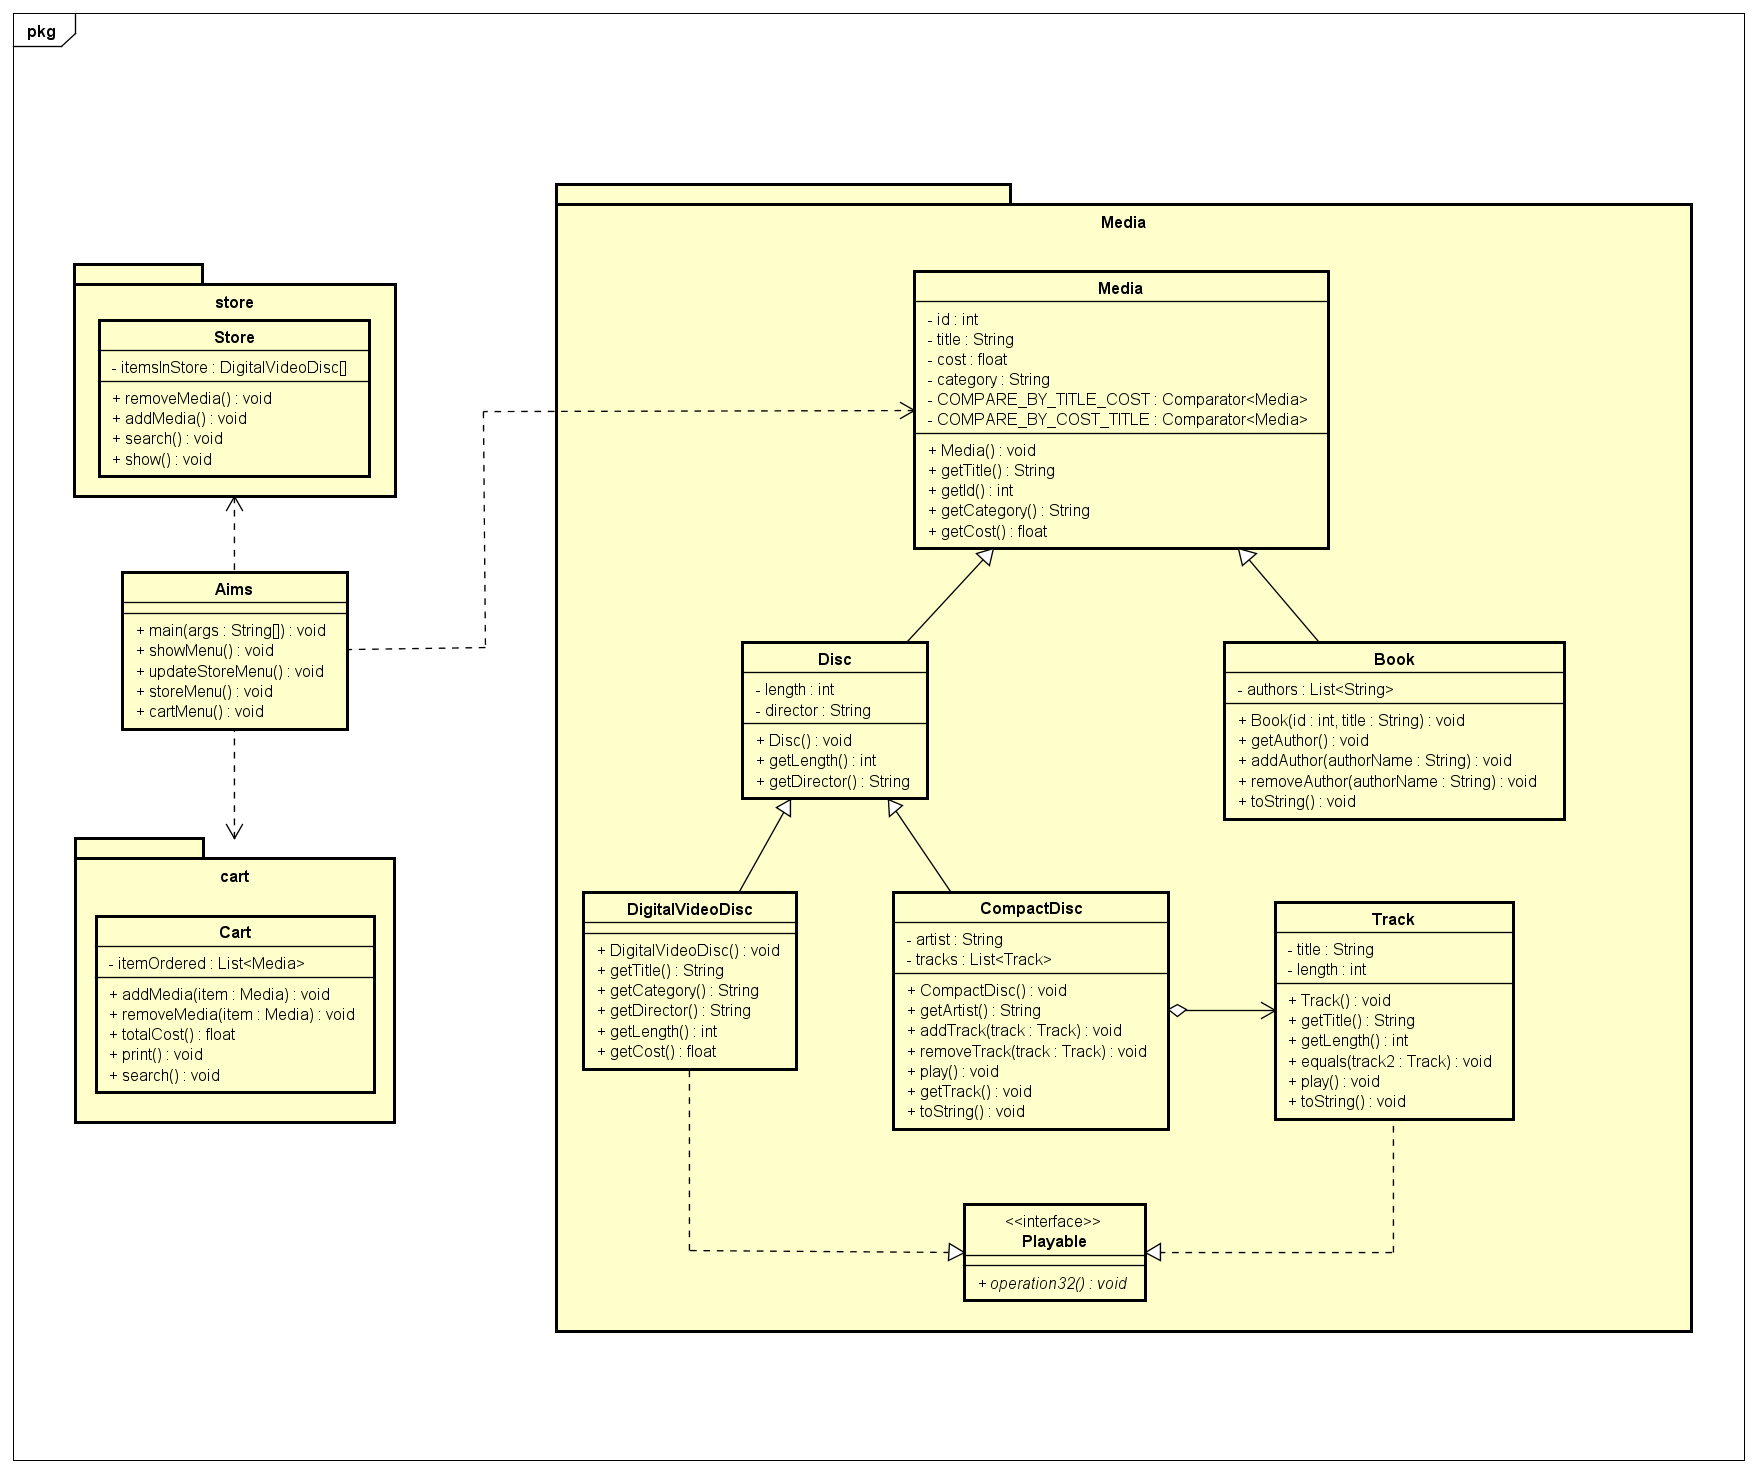 pkg
store
Store
- itemsInStore : DigitalVideoDisc[]
+ removeMedia() : void
+ addMedia() : void
+ search() : void
+ show() : void
Aims
+ main(args : String[]) : void
+ showMenu() : void
+ updateStoreMenu() : void
+ storeMenu() : void
+ cartMenu() : void
cart
Cart
- itemOrdered : List<Media>
+ addMedia(item : Media) : void
+ removeMedia(item : Media) : void
+ totalCost() : float
+ print() : void
+ search() : void
Media
Media
- id : int
- title : String
- cost : float
- category : String
- COMPARE_BY_TITLE_COST : Comparator<Media>
- COMPARE_BY_COST_TITLE : Comparator<Media>
+ Media() : void
+ getTitle() : String
+ getId() : int
+ getCategory() : String
+ getCost() : float
Disc
- length : int
- director : String
+ Disc() : void
+ getLength() : int
+ getDirector() : String
Book
- authors : List<String>
+ Book(id : int, title : String) : void
+ getAuthor() : void
+ addAuthor(authorName : String) : void
+ removeAuthor(authorName : String) : void
+ toString() : void
DigitalVideoDisc
+ DigitalVideoDisc() : void
+ getTitle() : String
+ getCategory() : String
+ getDirector() : String
+ getLength() : int
+ getCost() : float
CompactDisc
- artist : String
- tracks : List<Track>
+ CompactDisc() : void
+ getArtist() : String
+ addTrack(track : Track) : void
+ removeTrack(track : Track) : void
+ play() : void
+ getTrack() : void
+ toString() : void
Track
- title : String
- length : int
+ Track() : void
+ getTitle() : String
+ getLength() : int
+ equals(track2 : Track) : void
+ play() : void
+ toString() : void
<<interface>>
Playable
+ operation32() : void